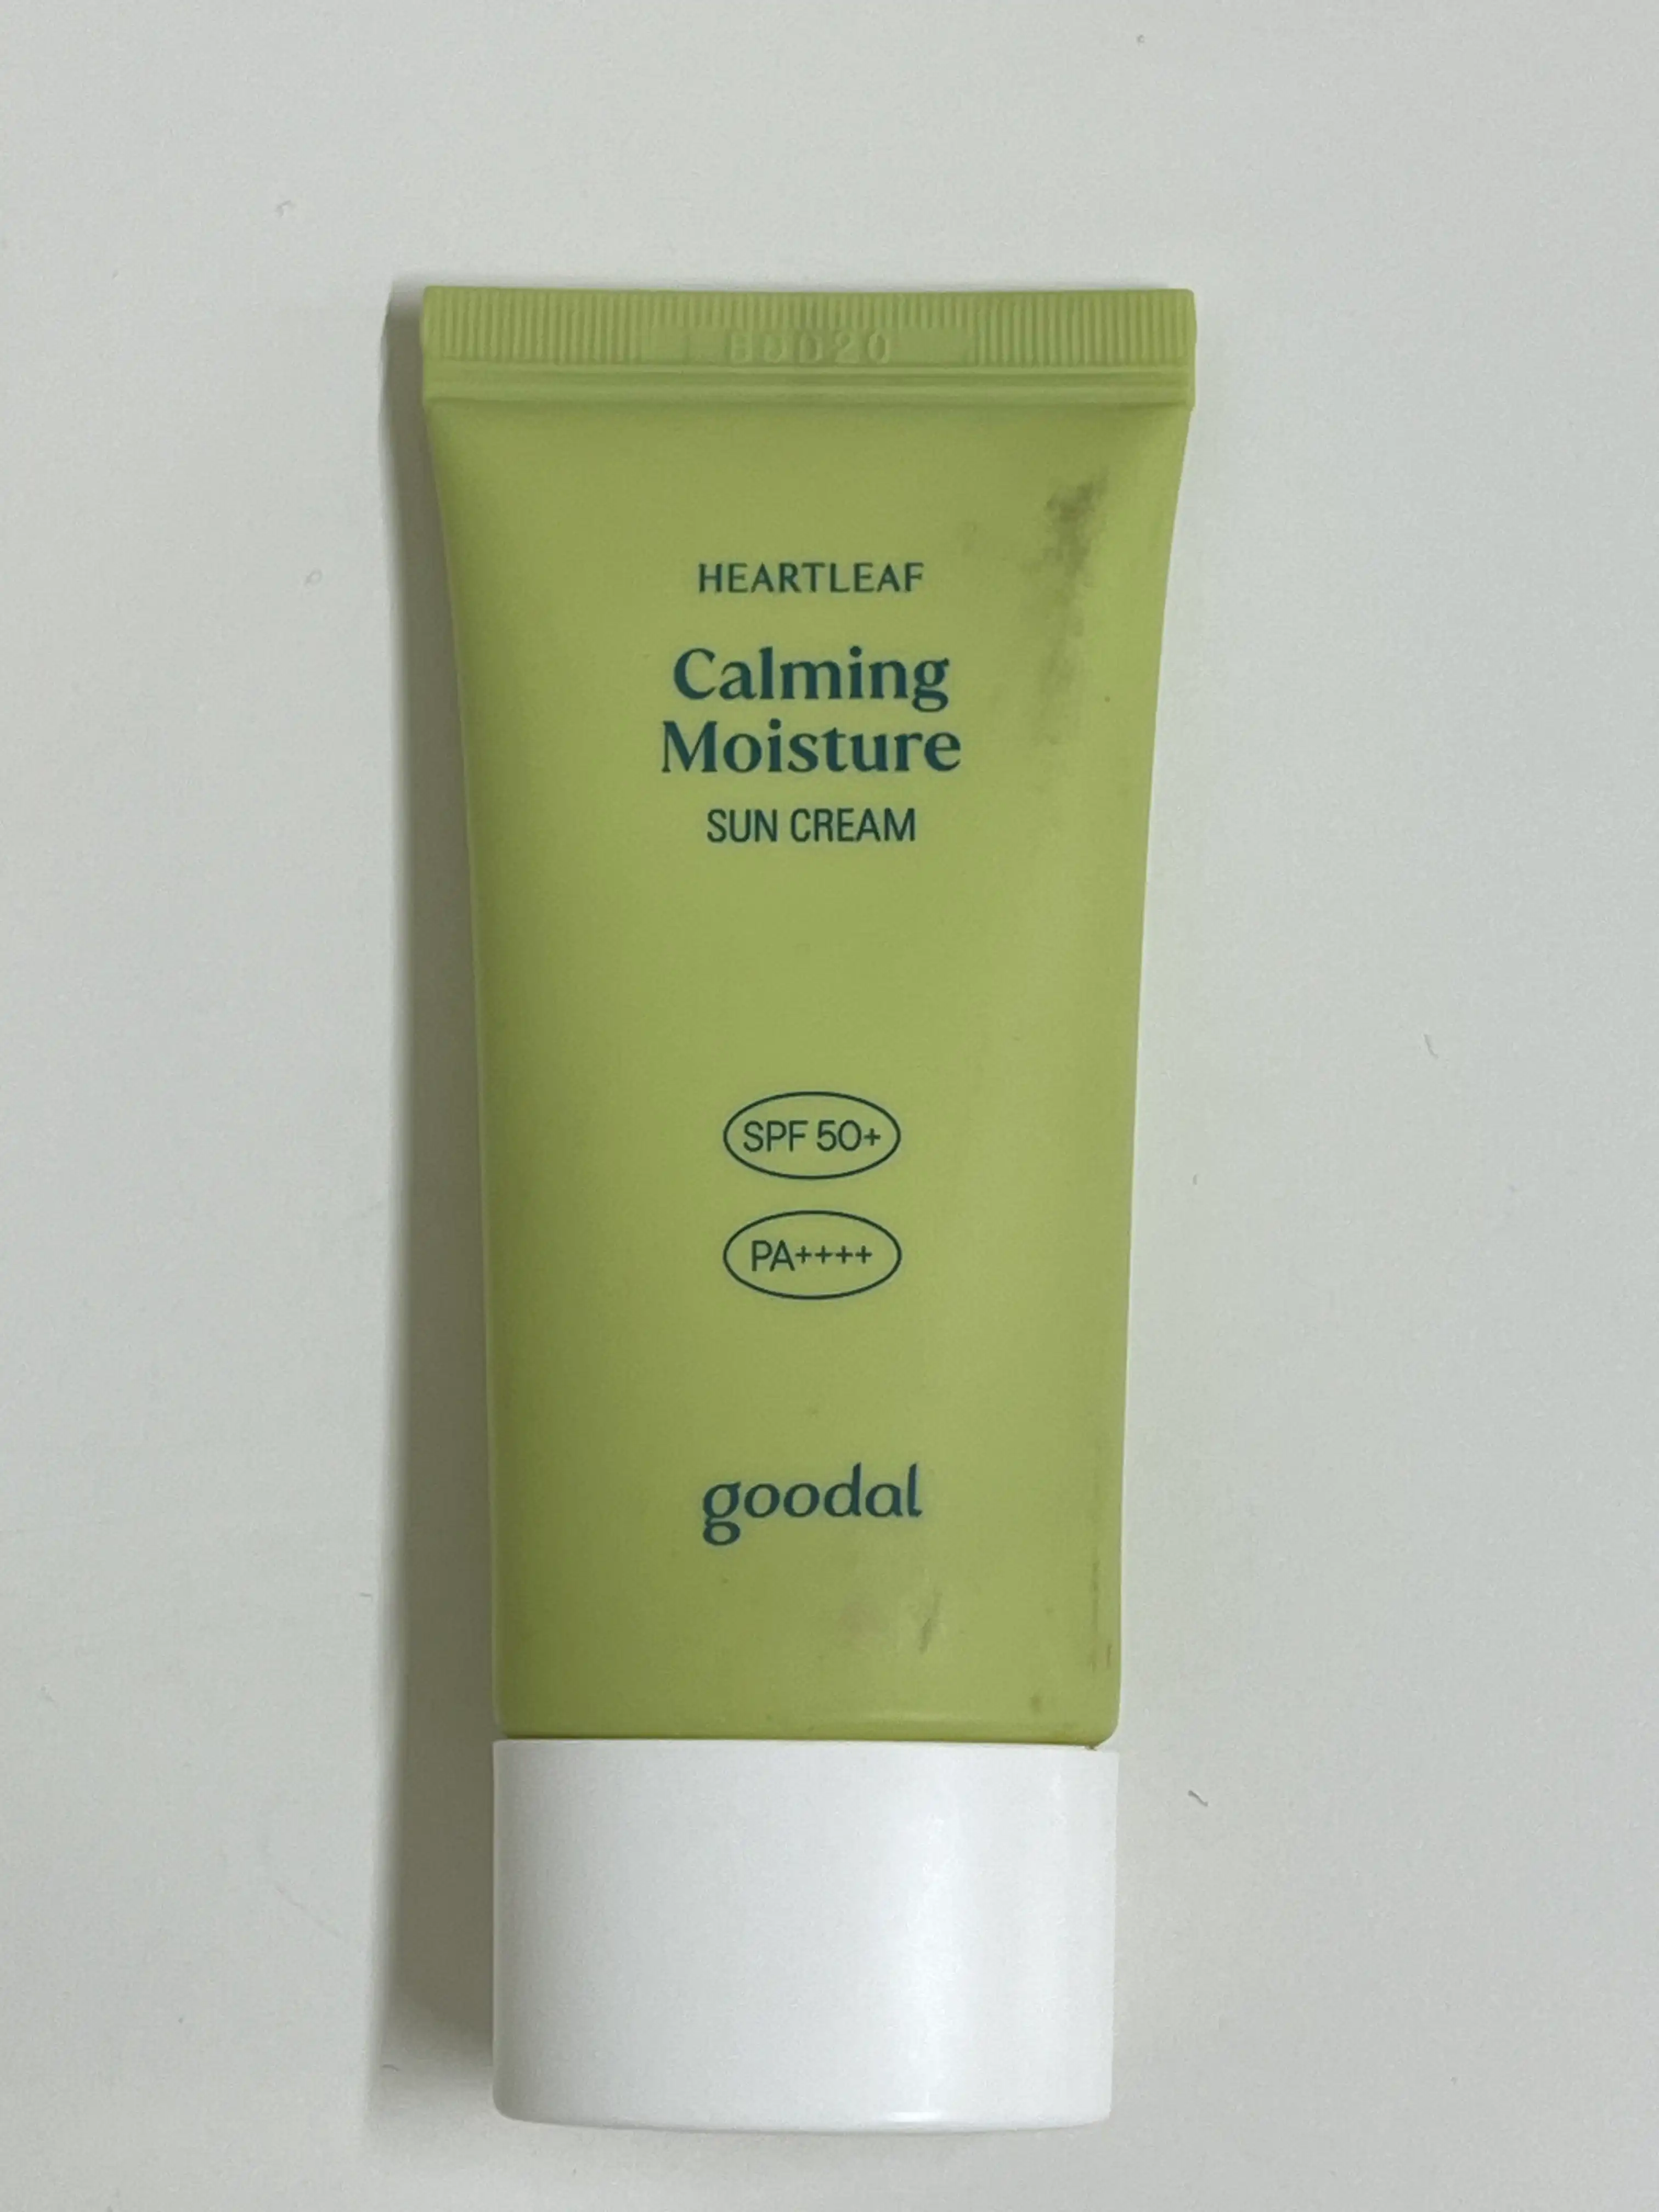 HEARTLEAF
Calming
Moisture
SUN CREAM
SPF 50+
PA++++
goodal